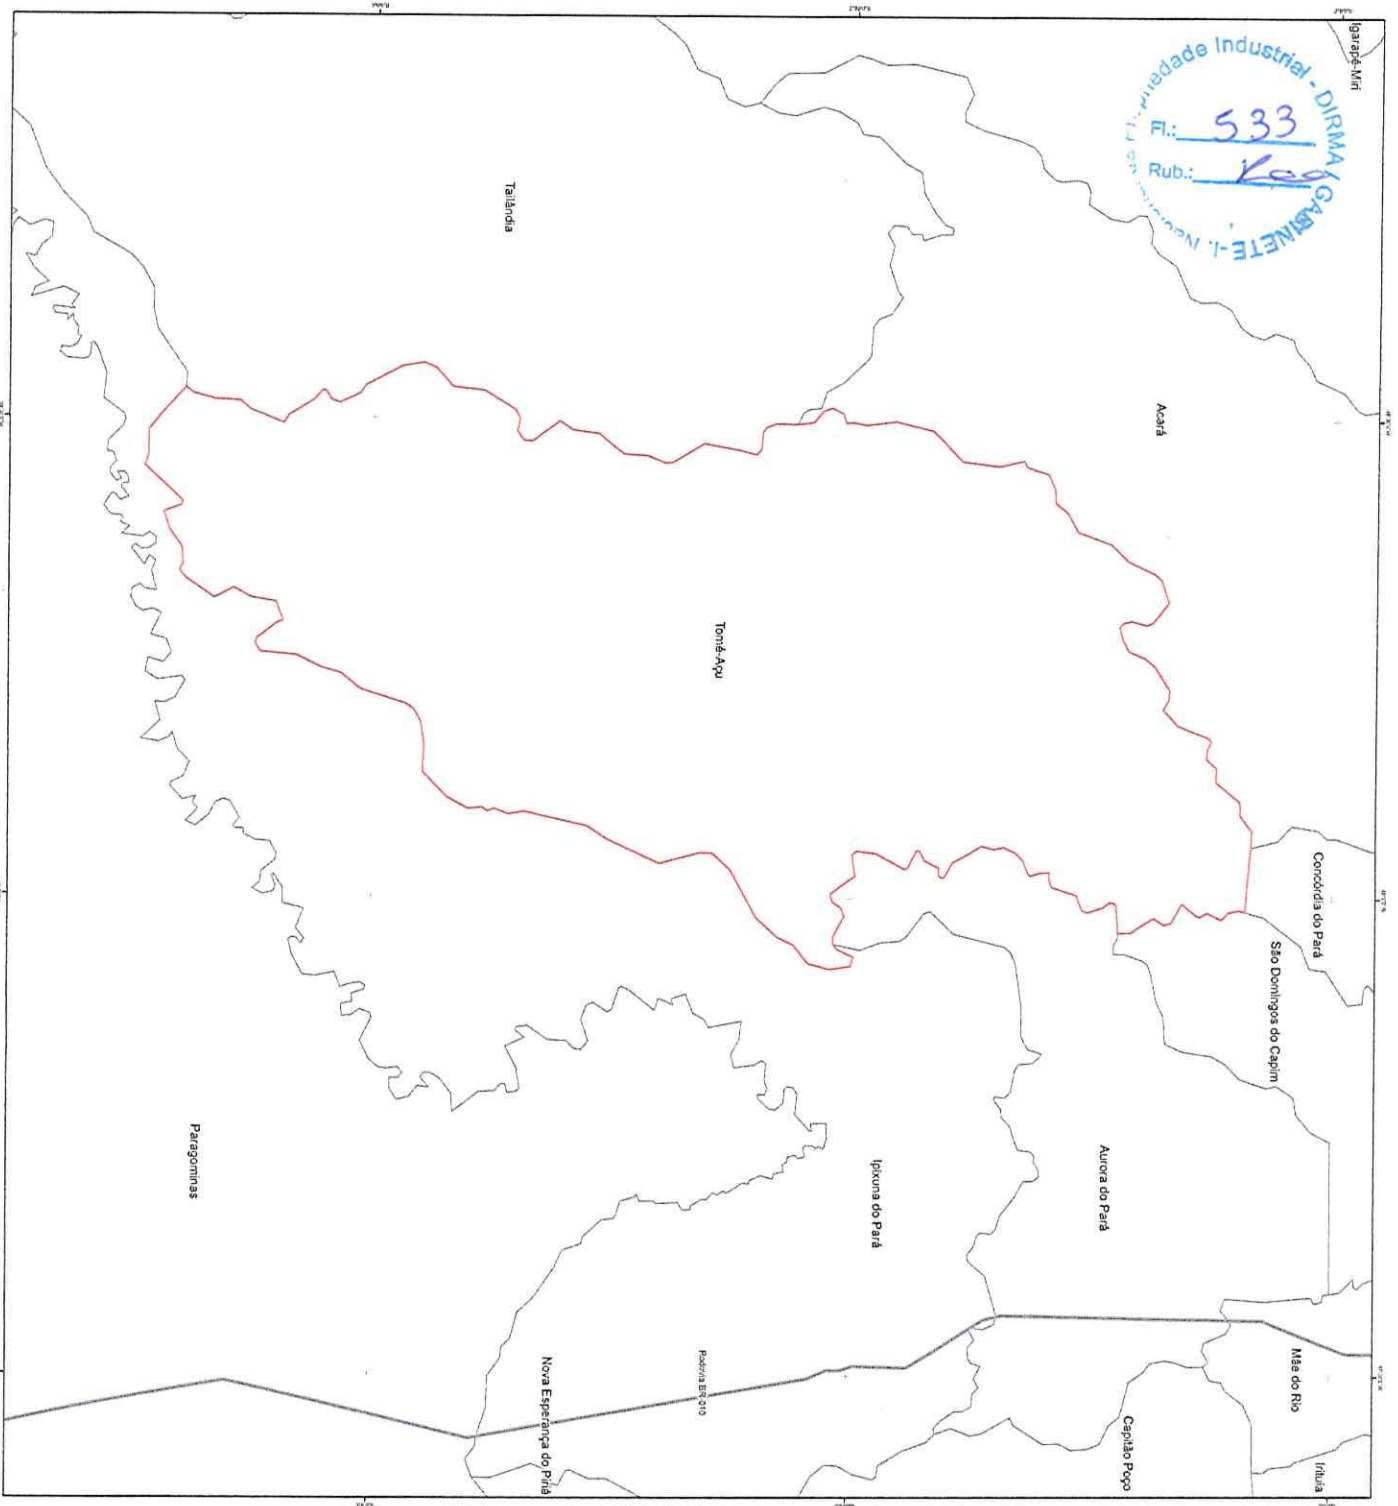 Igarapé-Miri
Acará
Tailândia
Tomé-Açu
Concórdia do Pará
São Domingos do Capim
Aurora do Pará
Ipixuna do Pará
Paragominas
Mãe do Rio
Irituia
Capitão Poço
Rodovia BR-010
Nova Esperança do Piriá
Industrial - DIRMA / GABINETE - I.
Fl.: 533
Rub.: